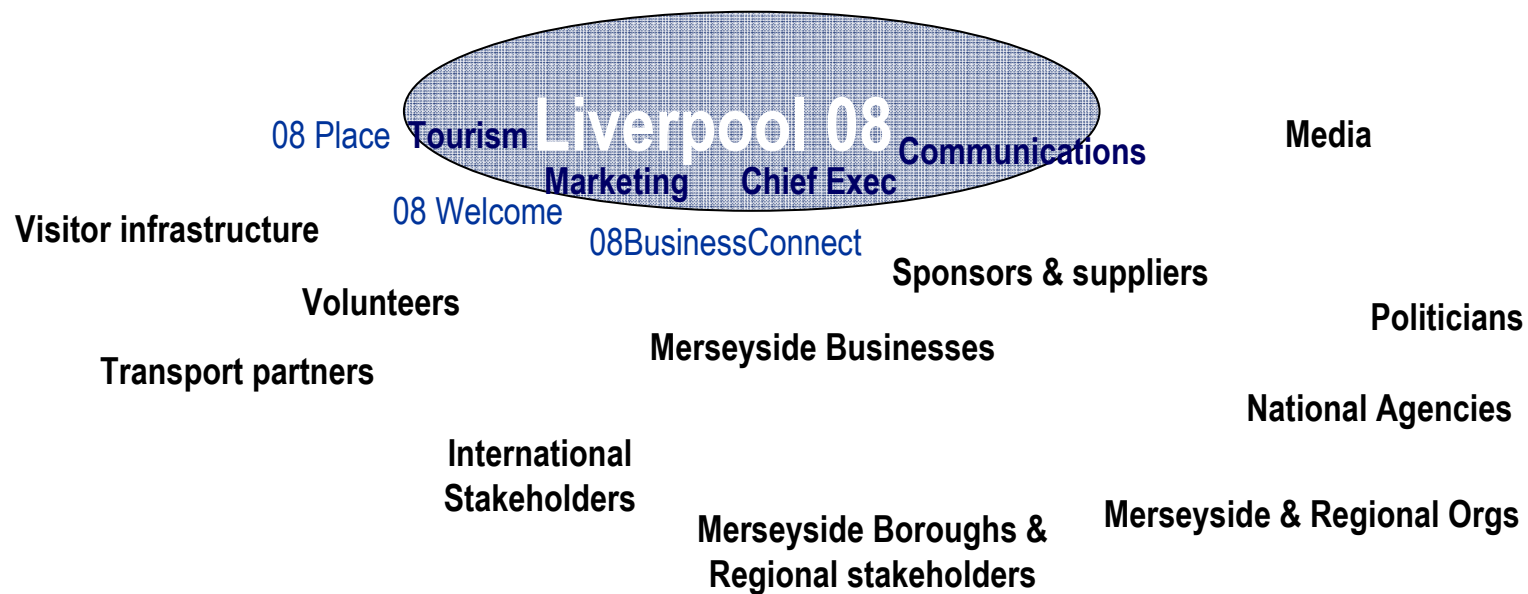 Liverpool 08
08 Place
Tourism
Communications
Media
Marketing
Chief Exec
08 Welcome
Visitor infrastructure
08BusinessConnect
Sponsors & suppliers
Volunteers
Politicians
Merseyside Businesses
Transport partners
National Agencies
International
Stakeholders
Merseyside & Regional Orgs
Merseyside Boroughs &
Regional stakeholders